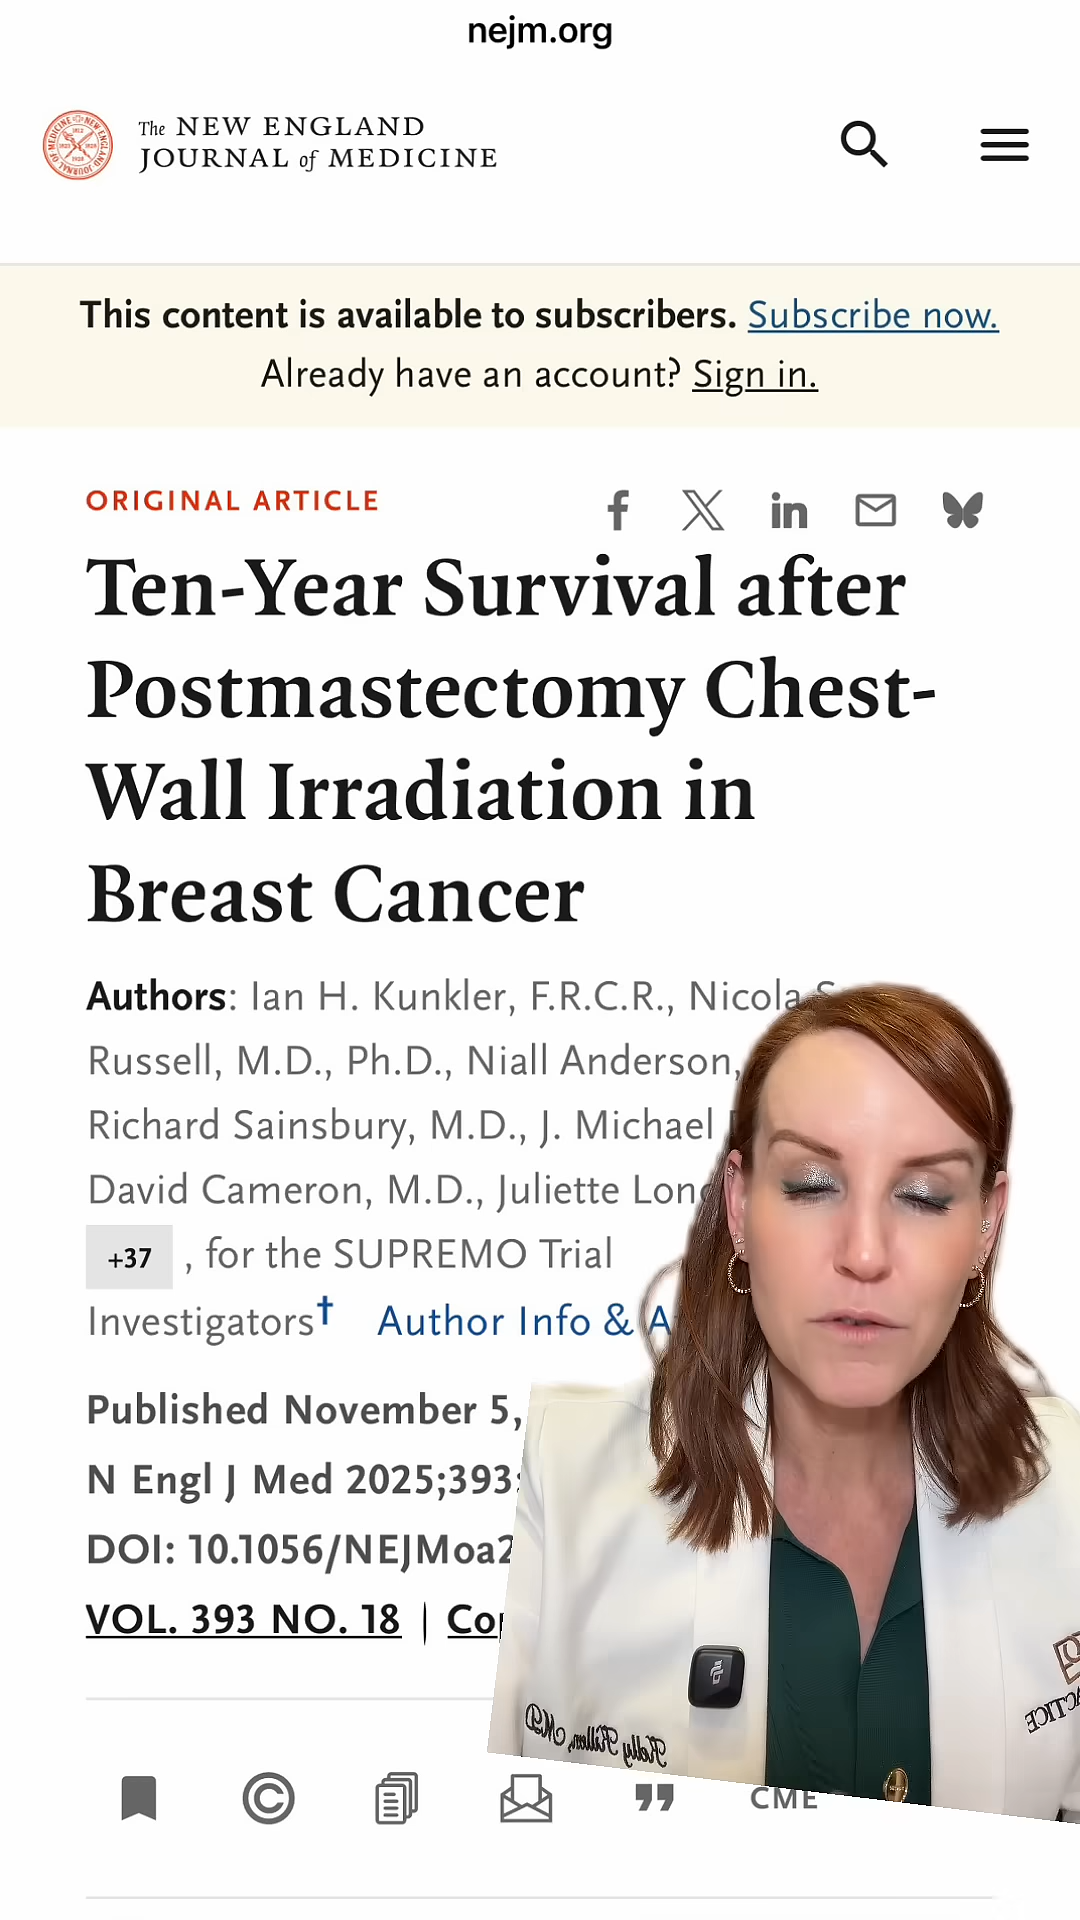 nejm.org
The NEW ENGLAND
JOURNAL of MEDICINE
This content is available to subscribers. Subscribe now.
Already have an account? Sign in.
ORIGINAL ARTICLE
Ten-Year Survival after
Postmastectomy Chest-
Wall Irradiation in
Breast Cancer
Authors: Ian H. Kunkler, F.R.C.R., Nicola S.
Russell, M.D., Ph.D., Niall Anderson,
Richard Sainsbury, M.D., J. Michael
David Cameron, M.D., Juliette
+37 , for the SUPREMO Trial
Investigators† Author Info &
Published November 5,
N Engl J Med 2025;393:
DOI: 10.1056/NEJMoa2
VOL. 393 NO. 18 |
Kelly Killen, MD
CME